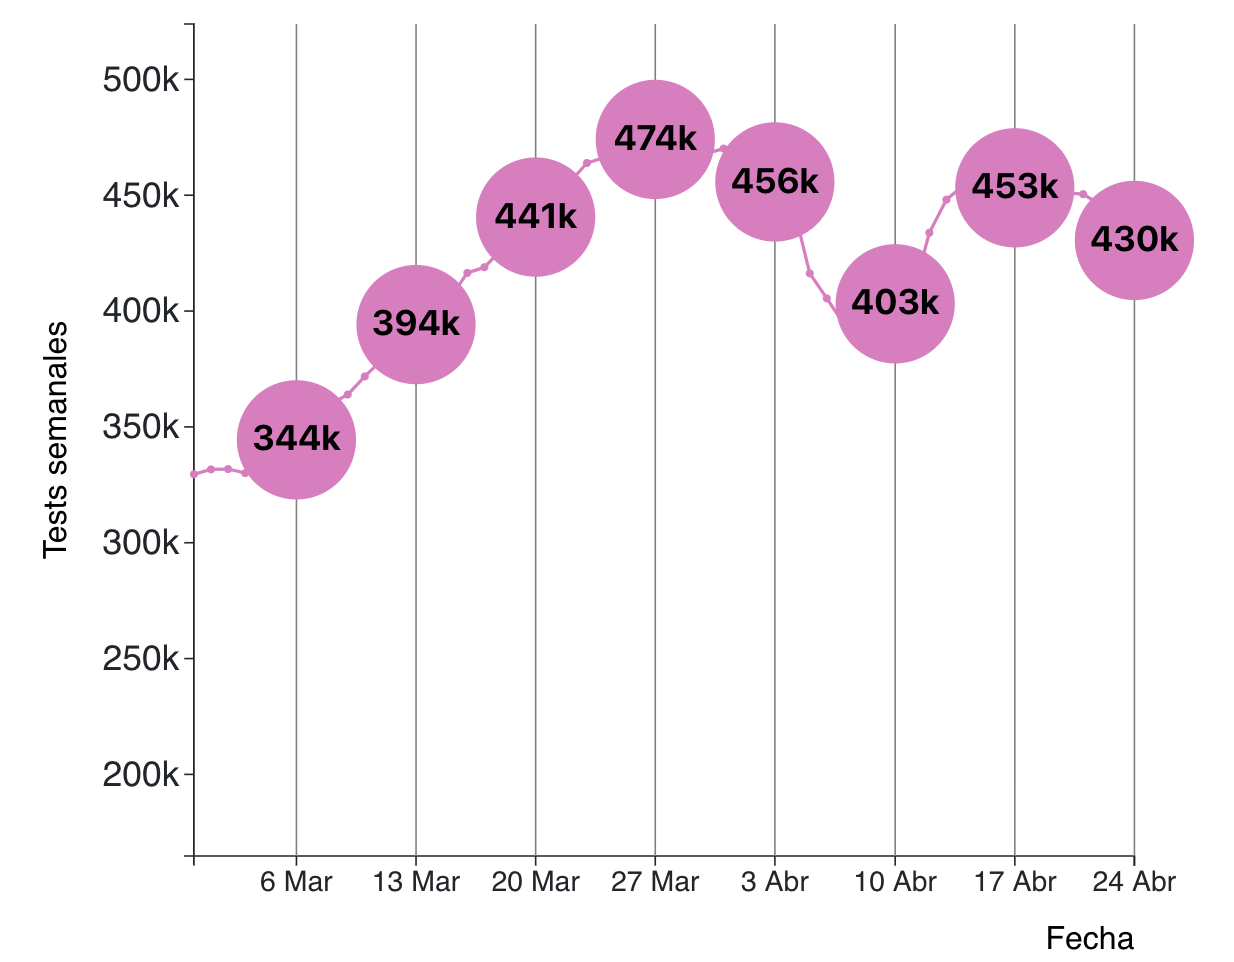 500k
450k
400k
350k
300k
250k
200k
Tests semanales
344k
394k
441k
474k
456k
403k
453k
430k
6 Mar
13 Mar
20 Mar
27 Mar
3 Abr
10 Abr
17 Abr
24 Abr
Fecha